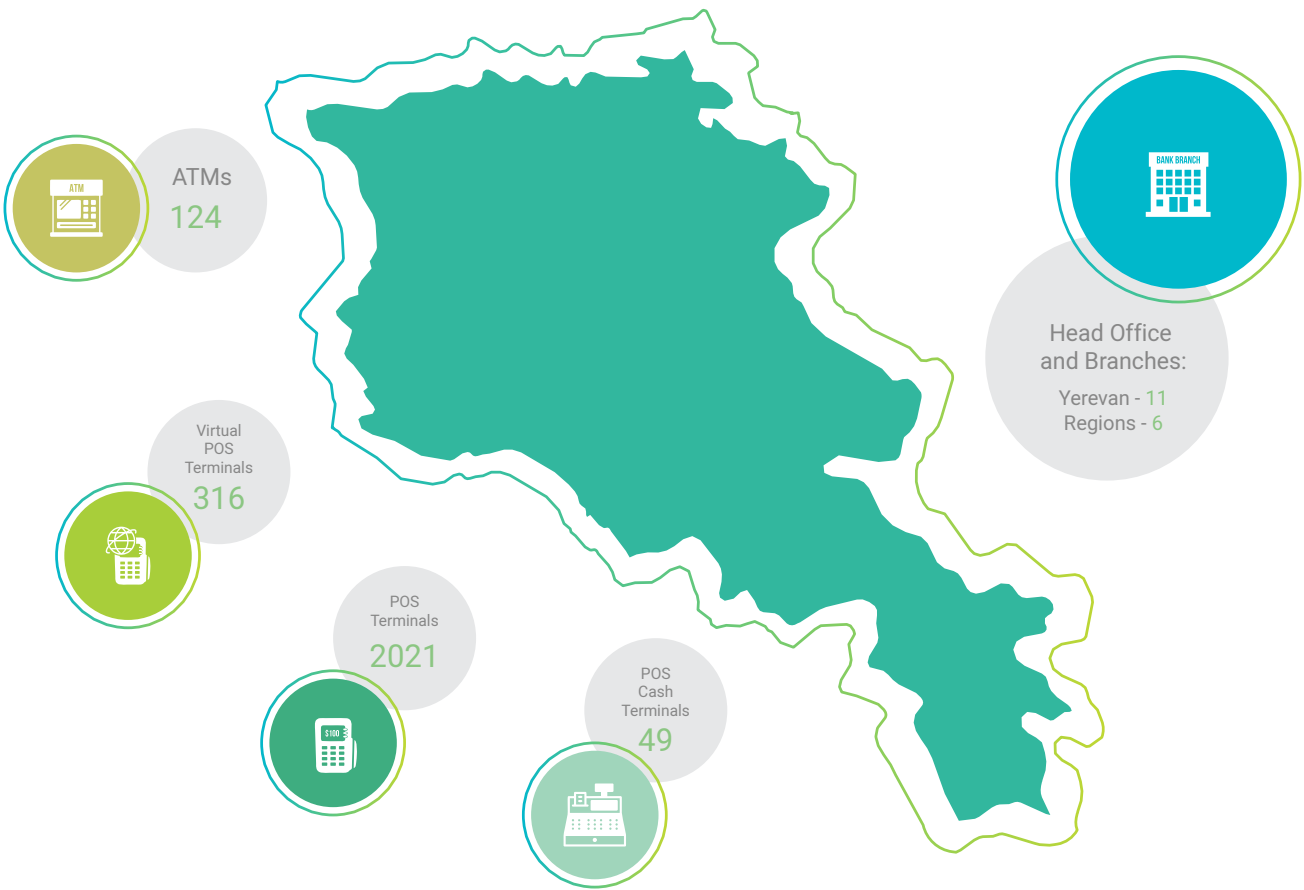 ATM
ATMs
124
BANK BRANCH
Head Office
and Branches:
Yerevan - 11
Regions - 6
Virtual
POS
Terminals
316
POS
Terminals
2021
$100
POS
Cash
Terminals
49